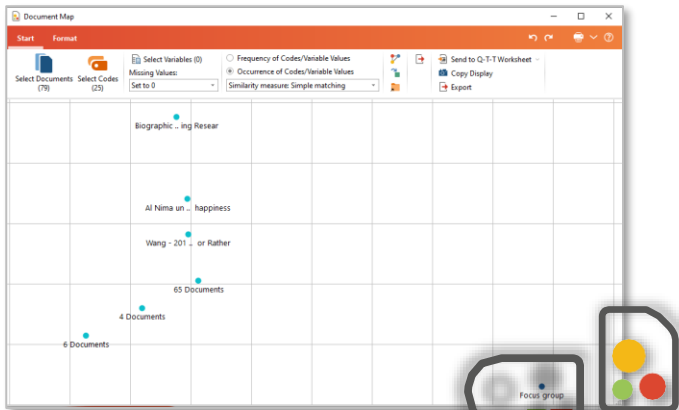 Document Map
Start Format
Select Documents (79)
Select Codes (25)
Select Variables (0)
Missing Values:
Set to 0
Frequency of Codes/Variable Values
Occurrence of Codes/Variable Values
Similarity measure: Simple matching
Send to Q-T-T Worksheet
Copy Display
Export
Biographic .. ing Resear
Al Nima un .. happiness
Wang - 201 .. or Rather
65 Documents
4 Documents
6 Documents
Focus group